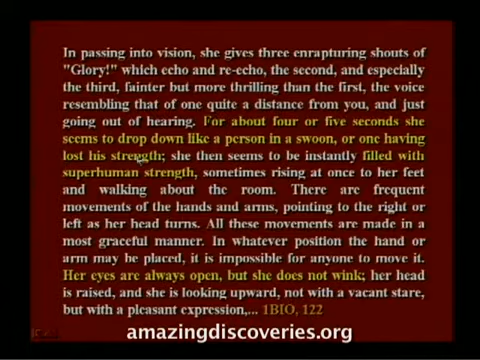 In passing into vision, she gives three enrapturing shouts of
"Glory!" which echo and re-echo, the second, and especially
the third, fainter but more thrilling than the first, the voice
resembling that of one quite a distance from you, and just
going out of hearing. For about four or five seconds she
seems to drop down like a person in a swoon, or one having
lost his strength; she then seems to be instantly filled with
superhuman strength, sometimes rising at once to her feet
and walking about the room. There are frequent
movements of the hands and arms, pointing to the right or
left as her head turns. All these movements are made in a
most graceful manner. In whatever position the hand or
arm may be placed, it is impossible for anyone to move it.
Her eyes are always open, but she does not wink; her head
is raised, and she is looking upward, not with a vacant stare,
but with a pleasant expression,... 1BIO, 122
amazingdiscoveries.org